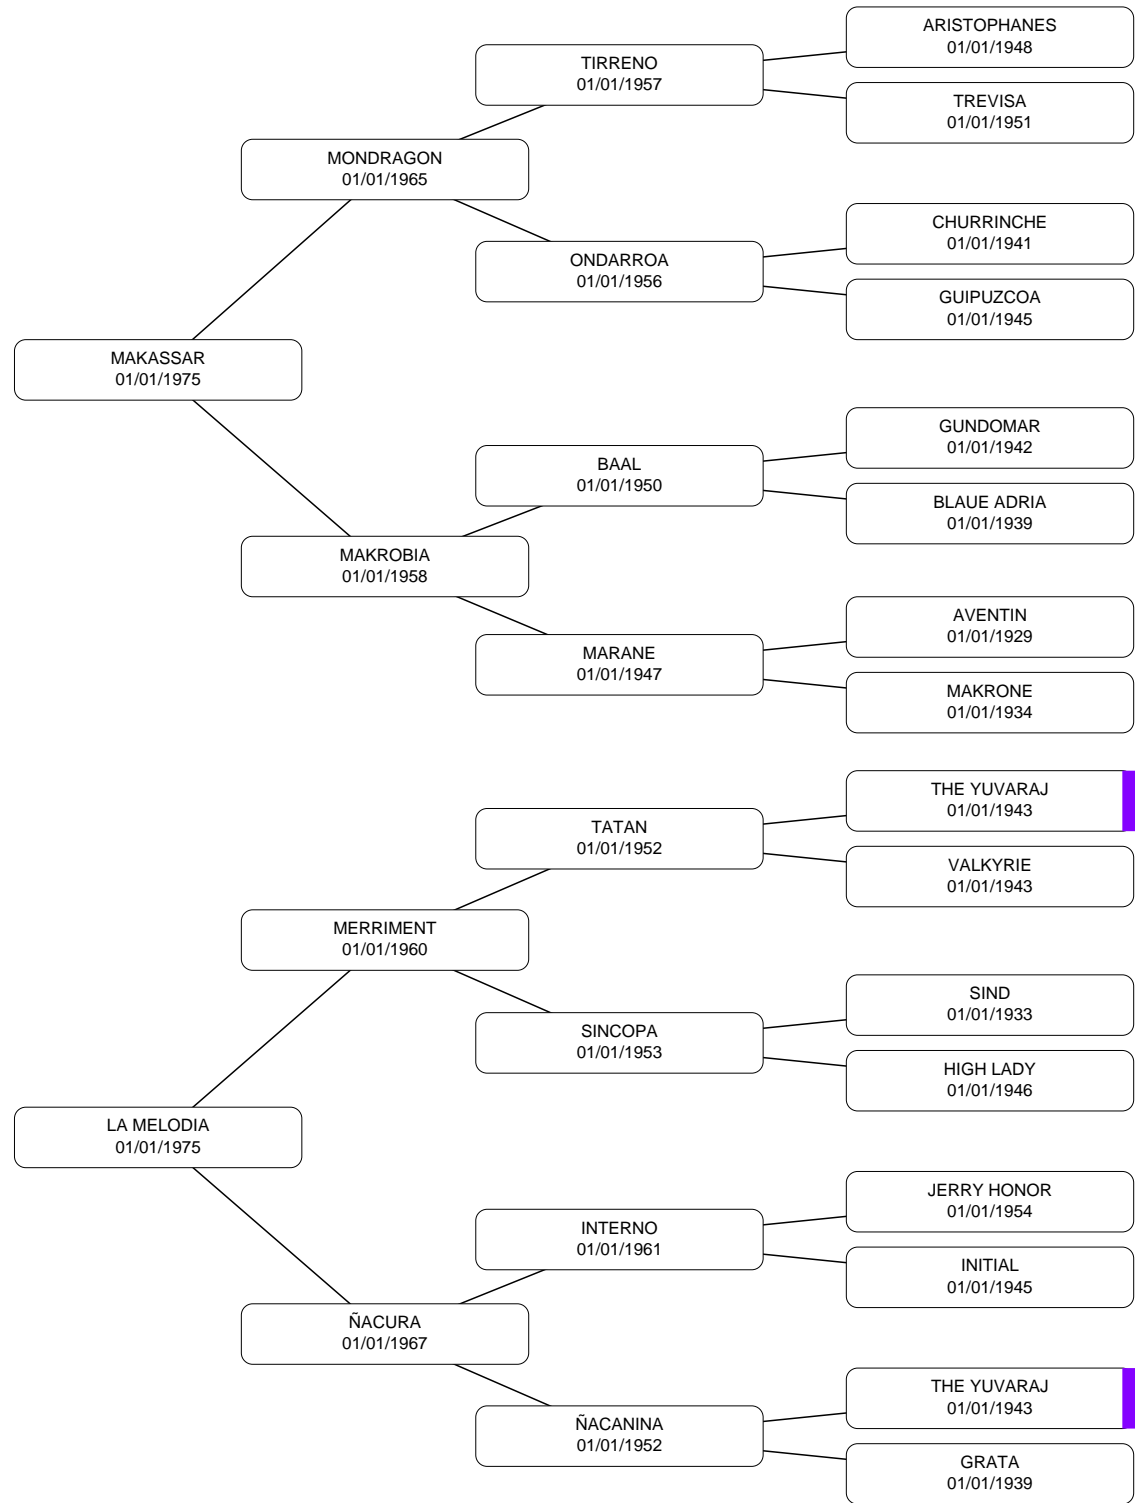 ARISTOPHANES
01/01/1948
TIRRENO
01/01/1957
TREVISA
01/01/1951
MONDRAGON
01/01/1965
CHURRINCHE
01/01/1941
ONDARROA
01/01/1956
GUIPUZCOA
01/01/1945
MAKASSAR
01/01/1975
GUNDOMAR
01/01/1942
BAAL
01/01/1950
BLAUE ADRIA
01/01/1939
MAKROBIA
01/01/1958
AVENTIN
01/01/1929
MARANE
01/01/1947
MAKRONE
01/01/1934
THE YUVARAJ
01/01/1943
TATAN
01/01/1952
VALKYRIE
01/01/1943
MERRIMENT
01/01/1960
SIND
01/01/1933
SINCOPA
01/01/1953
HIGH LADY
01/01/1946
LA MELODIA
01/01/1975
JERRY HONOR
01/01/1954
INTERNO
01/01/1961
INITIAL
01/01/1945
ÑACURA
01/01/1967
THE YUVARAJ
01/01/1943
ÑACANINA
01/01/1952
GRATA
01/01/1939